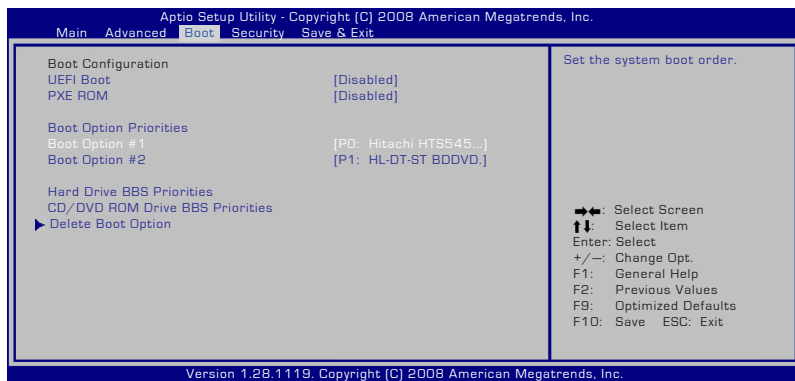 Aptio Setup Utility - Copyright (C) 2008 American Megatrends, Inc.
Main Advanced Boot Security Save & Exit
Boot Configuration
UEFI Boot [Disabled]
PXE ROM [Disabled]
Boot Option Priorities
Boot Option #1 [P0: Hitachi HTS545...]
Boot Option #2 [P1: HL-DT-ST BDDVD.]
Hard Drive BBS Priorities
CD/DVD ROM Drive BBS Priorities
Delete Boot Option
Set the system boot order.
→←: Select Screen
↑↓: Select Item
Enter: Select
+/—: Change Opt.
F1: General Help
F2: Previous Values
F9: Optimized Defaults
F10: Save ESC: Exit
Version 1.28.1119. Copyright (C) 2008 American Megatrends, Inc.